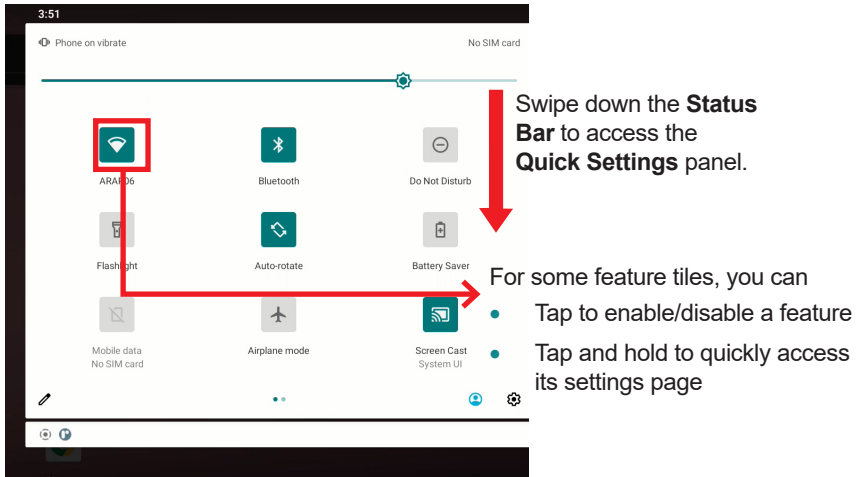 3:51
Phone on vibrate
No SIM card
Swipe down the Status
Bar to access the
Quick Settings panel.
ARAP06
Bluetooth
Do Not Disturb
Flashlight
Auto-rotate
Battery Saver
For some feature tiles, you can
Tap to enable/disable a feature
Mobile data
No SIM card
Airplane mode
Screen Cast
System UI
Tap and hold to quickly access
its settings page